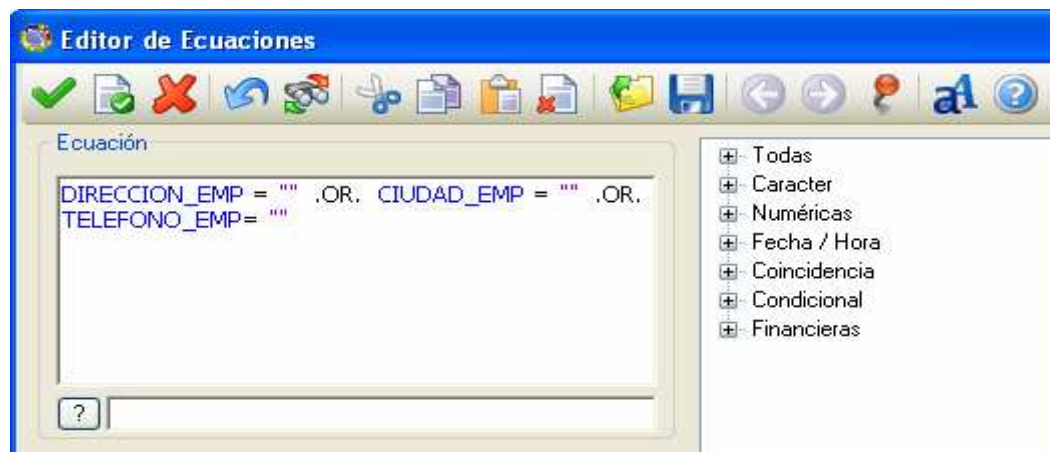 Editor de Ecuaciones
Ecuación
DIRECCION_EMP = "" .OR. CIUDAD_EMP = "" .OR.
TELEFONO_EMP= ""
?
Todas
Caracter
Numéricas
Fecha / Hora
Coincidencia
Condicional
Financieras